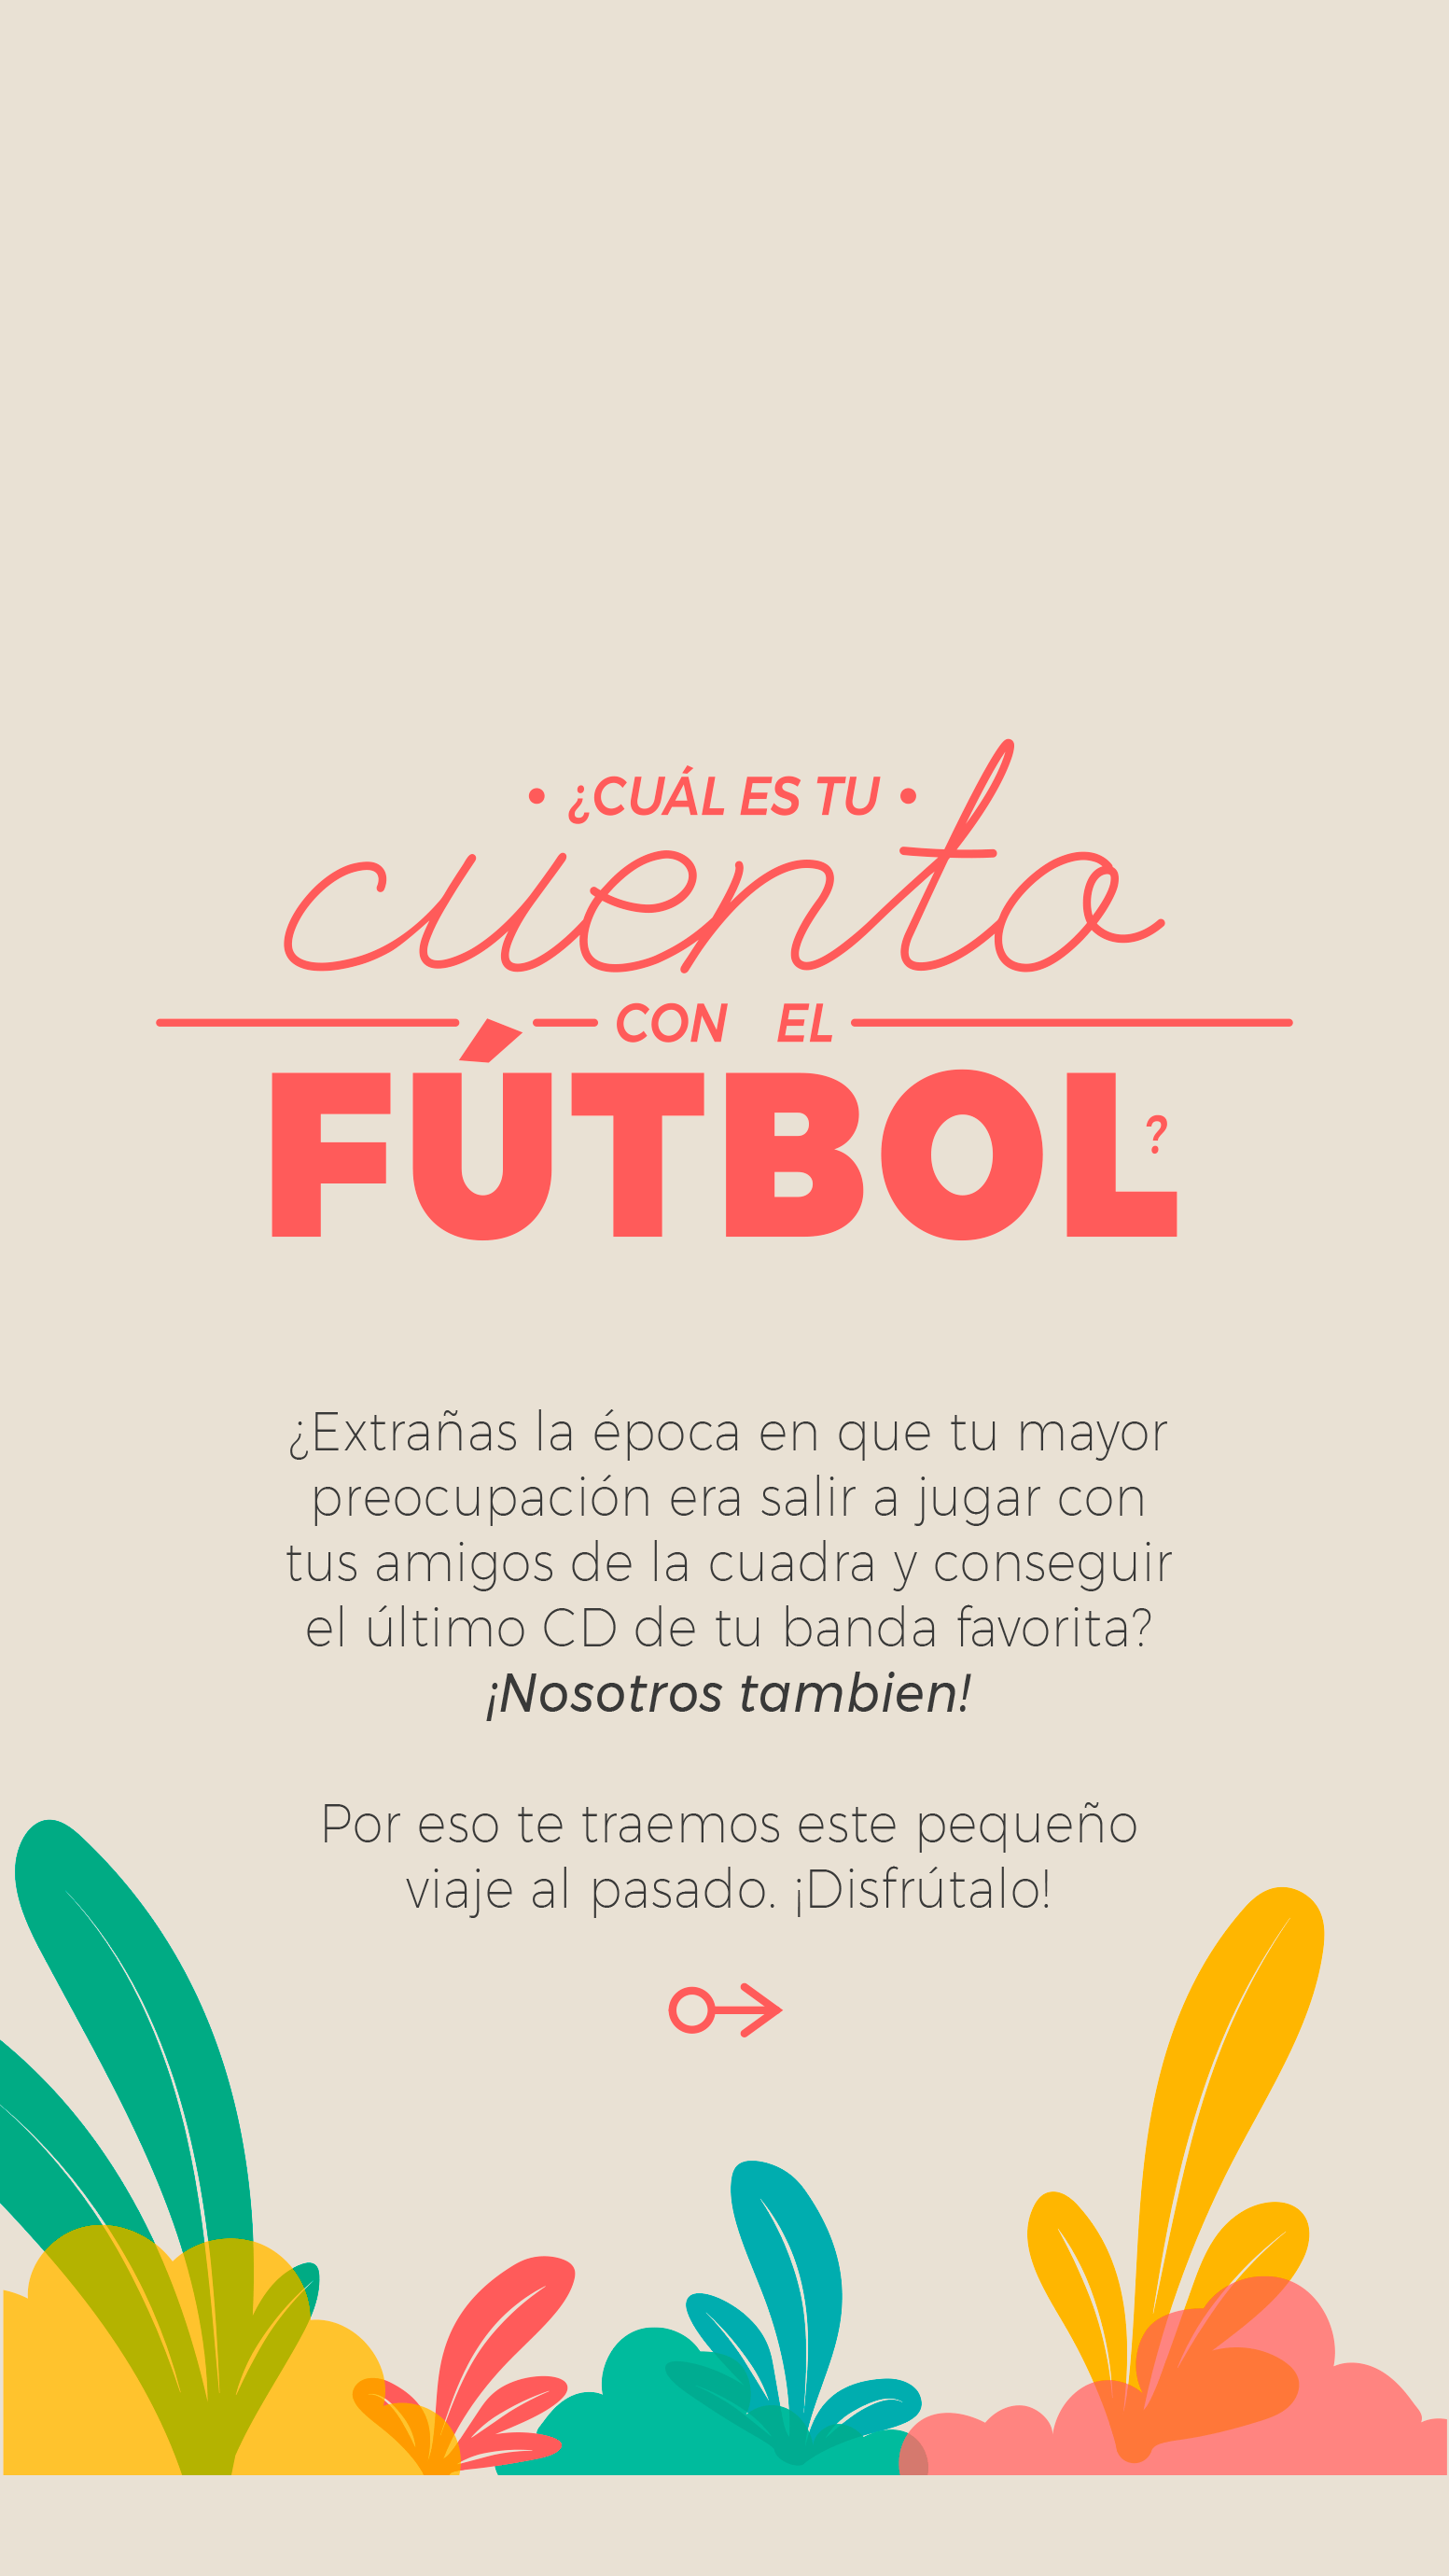 • ¿CUÁL ES TU •
cuento
CON EL
FÚTBOL?
¿Extrañas la época en que tu mayor
preocupación era salir a jugar con
tus amigos de la cuadra y conseguir
el último CD de tu banda favorita?
¡Nosotros tambien!
Por eso te traemos este pequeño
viaje al pasado. ¡Disfrútalo!